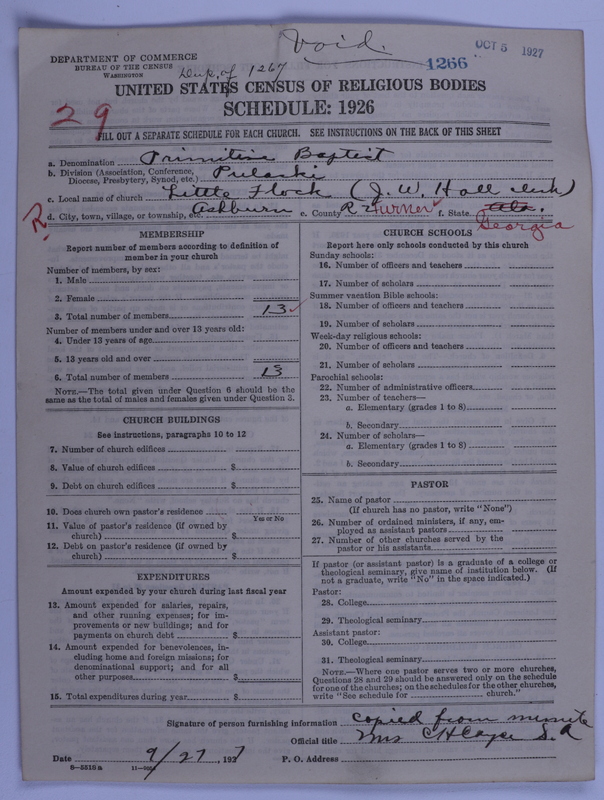 Void.
DEPARTMENT OF COMMERCE
BUREAU OF THE CENSUS
WASHINGTON
1266
OCT 5 1927
Dup. of 1267
UNITED STATES CENSUS OF RELIGIOUS BODIES
SCHEDULE: 1926
29
FILL OUT A SEPARATE SCHEDULE FOR EACH CHURCH. SEE INSTRUCTIONS ON THE BACK OF THIS SHEET
a. Denomination Primitive Baptist
b. Division (Association, Conference, Diocese, Presbytery, Synod, etc.) Pulaski
c. Local name of church Little Flock (J. W. Hall clerk)
d. City, town, village, or township, etc. Ashburn e. County R Turner f. State Ala.
R
Georgia
MEMBERSHIP
Report number of members according to definition of
member in your church
Number of members, by sex:
1. Male
2. Female
3. Total number of members 13
Number of members under and over 13 years old:
4. Under 13 years of age
5. 13 years old and over
6. Total number of members 13
NOTE.—The total given under Question 6 should be the
same as the total of males and females given under Question 3.
CHURCH BUILDINGS
See instructions, paragraphs 10 to 12
7. Number of church edifices
8. Value of church edifices $
9. Debt on church edifices $
10. Does church own pastor's residence
Yes or No
11. Value of pastor's residence (if owned by
church) $
12. Debt on pastor's residence (if owned by
church) $
EXPENDITURES
Amount expended by your church during last fiscal year
13. Amount expended for salaries, repairs,
and other running expenses; for im-
provements or new buildings; and for
payments on church debt $
14. Amount expended for benevolences, in-
cluding home and foreign missions; for
denominational support; and for all
other purposes $
15. Total expenditures during year $
CHURCH SCHOOLS
Report here only schools conducted by this church
Sunday schools:
16. Number of officers and teachers
17. Number of scholars
Summer vacation Bible schools:
18. Number of officers and teachers
19. Number of scholars
Week-day religious schools:
20. Number of officers and teachers
21. Number of scholars
Parochial schools:
22. Number of administrative officers
23. Number of teachers—
a. Elementary (grades 1 to 8)
b. Secondary
24. Number of scholars—
a. Elementary (grades 1 to 8)
b. Secondary
PASTOR
25. Name of pastor
(If church has no pastor, write "None")
26. Number of ordained ministers, if any, em-
ployed as assistant pastors
27. Number of other churches served by the
pastor or his assistants
If pastor (or assistant pastor) is a graduate of a college or
theological seminary, give name of institution below. (If
not a graduate, write "No" in the space indicated.)
Pastor:
28. College
29. Theological seminary
Assistant pastor:
30. College
31. Theological seminary
NOTE.—Where one pastor serves two or more churches,
Questions 28 and 29 should be answered only on the schedule
for one of the churches; on the schedules for the other churches,
write "See schedule for church."
Signature of person furnishing information copied from minute
Official title Mrs C H Cayce S. A
Date 9/27 1927 P. O. Address
8—5518 a